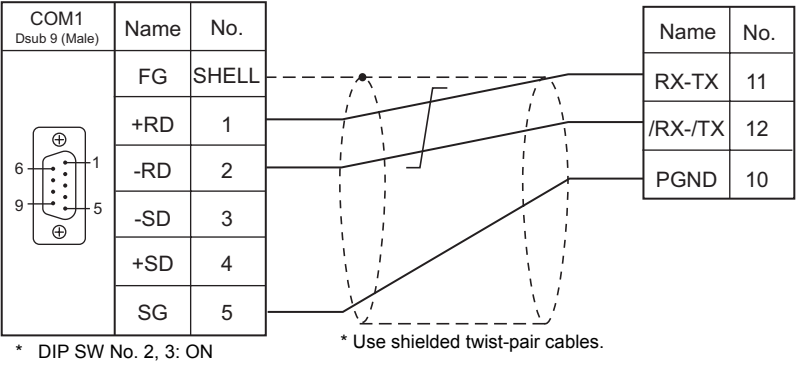 COM1
Dsub 9 (Male)
Name No.
FG SHELL
+RD 1
-RD 2
-SD 3
+SD 4
SG 5
6 1
9 5
Name No.
RX-TX 11
/RX-/TX 12
PGND 10
* DIP SW No. 2, 3: ON
* Use shielded twist-pair cables.